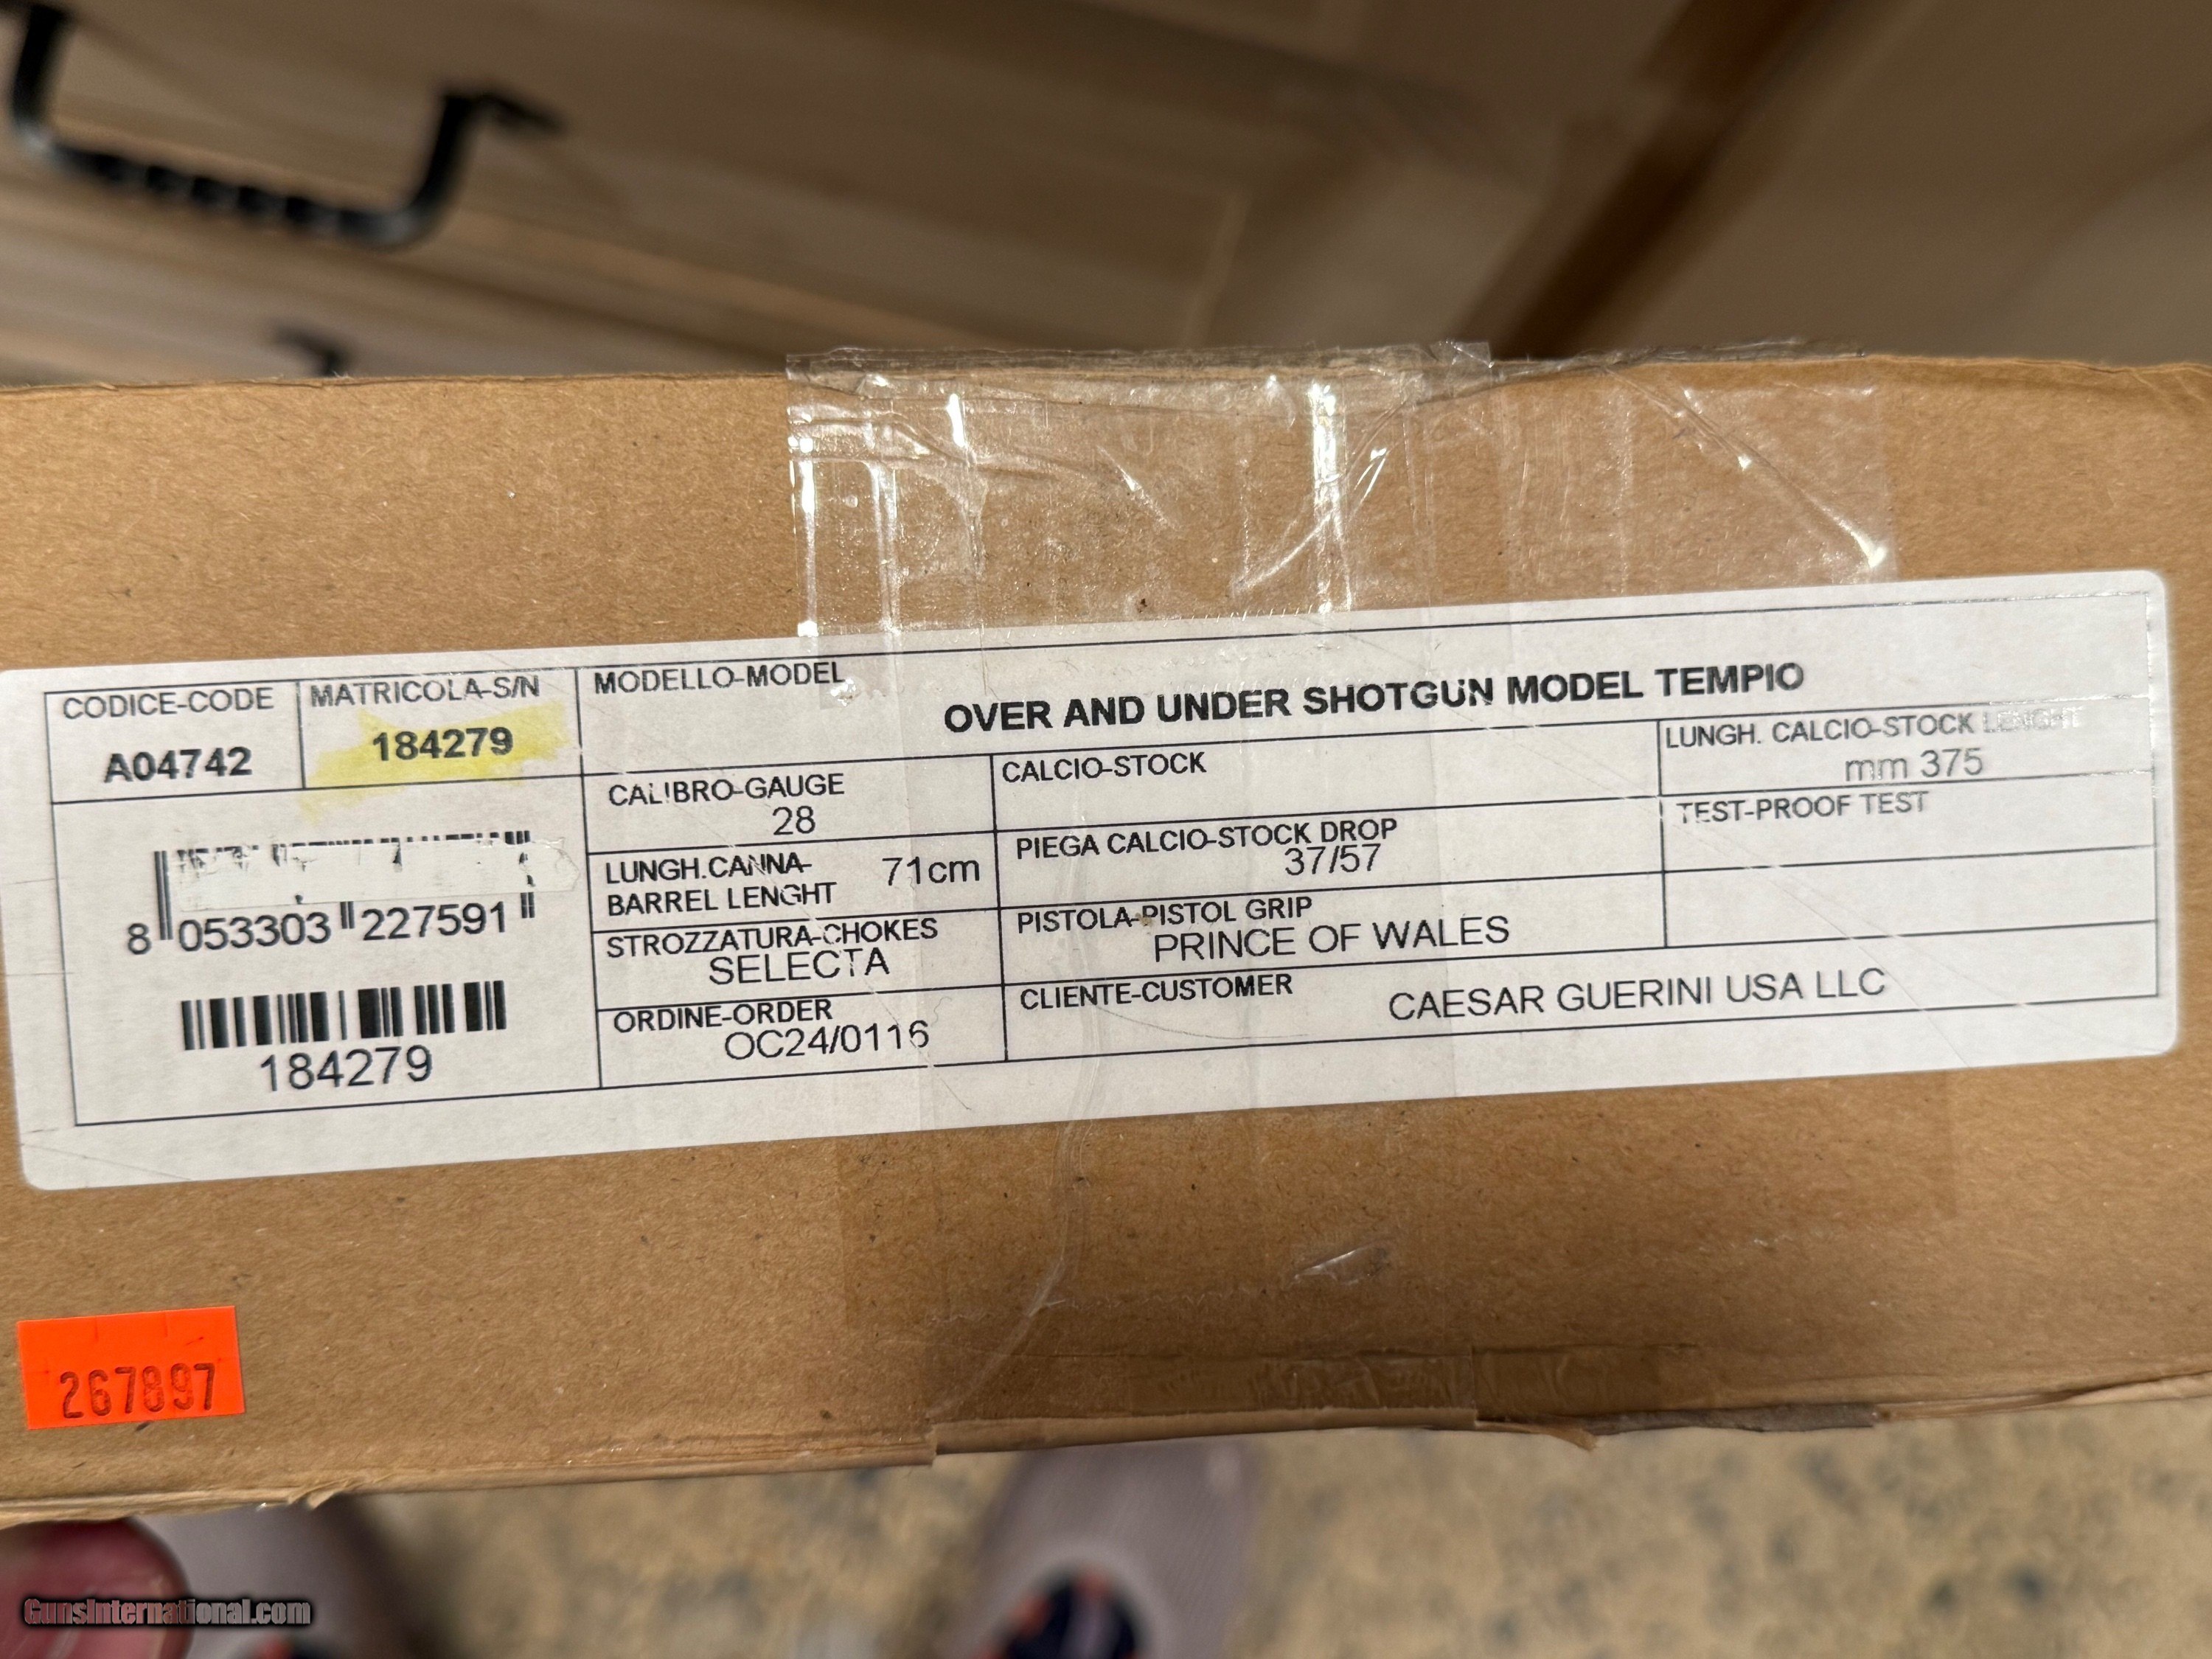 CODICE-CODE
A04742
MATRICOLA-S/N
184279
MODELLO-MODEL
OVER AND UNDER SHOTGUN MODEL TEMPIO
8 053303 227591
184279
CALIBRO-GAUGE
28
LUNGH.CANNA-
BARREL LENGHT
71cm
STROZZATURA-CHOKES
SELECTA
ORDINE-ORDER
OC24/0116
CALCIO-STOCK
PIEGA CALCIO-STOCK DROP
37/57
PISTOLA-PISTOL GRIP
PRINCE OF WALES
CLIENTE-CUSTOMER
CAESAR GUERINI USA LLC
LUNGH. CALCIO-STOCK LENGHT
mm 375
TEST-PROOF TEST
267897
GunsInternational.com